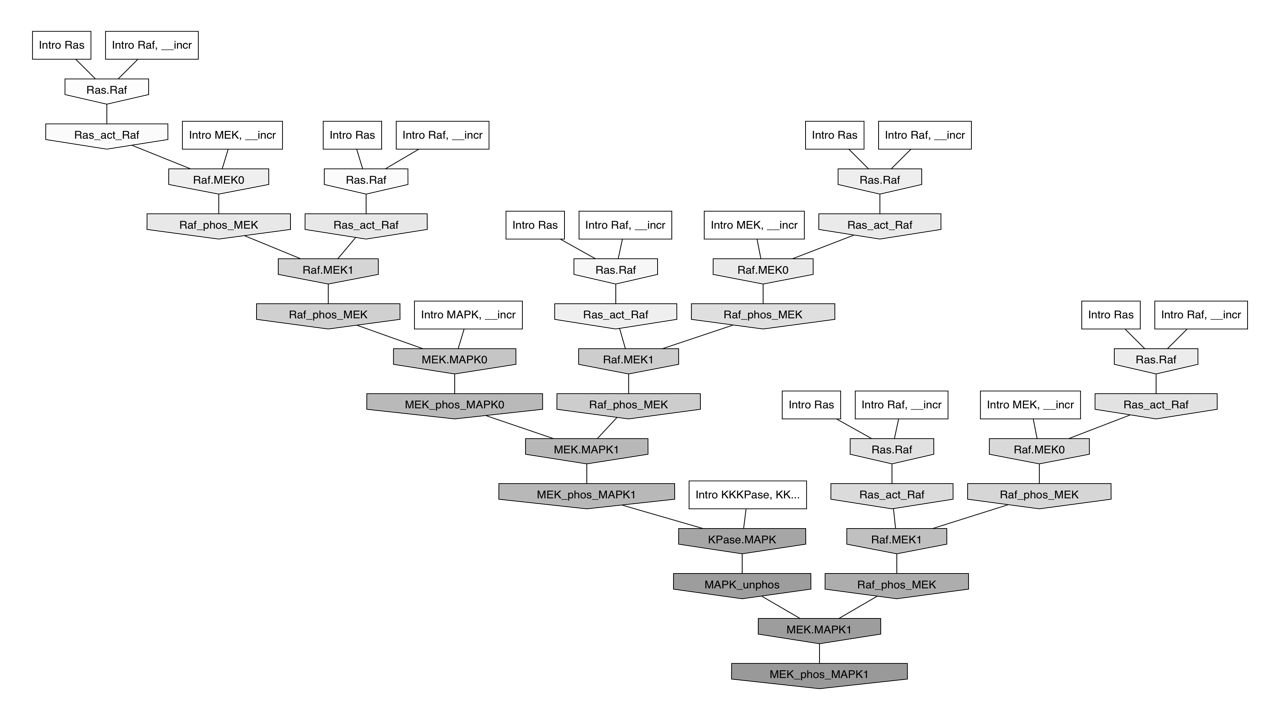 Intro Ras
Intro Raf, __incr
Ras.Raf
Ras_act_Raf
Intro MEK, __incr
Intro Ras
Intro Raf, __incr
Intro Ras
Intro Raf, __incr
Raf.MEK0
Ras.Raf
Ras.Raf
Raf_phos_MEK
Ras_act_Raf
Intro Ras
Intro Raf, __incr
Intro MEK, __incr
Ras_act_Raf
Raf.MEK1
Ras.Raf
Raf.MEK0
Raf_phos_MEK
Intro MAPK, __incr
Ras_act_Raf
Raf_phos_MEK
Intro Ras
Intro Raf, __incr
MEK.MAPK0
Raf.MEK1
Ras.Raf
MEK_phos_MAPK0
Raf_phos_MEK
Intro Ras
Intro Raf, __incr
Intro MEK, __incr
Ras_act_Raf
MEK.MAPK1
Ras.Raf
Raf.MEK0
MEK_phos_MAPK1
Intro KKKPase, KK...
Ras_act_Raf
Raf_phos_MEK
KPase.MAPK
Raf.MEK1
MAPK_unphos
Raf_phos_MEK
MEK.MAPK1
MEK_phos_MAPK1